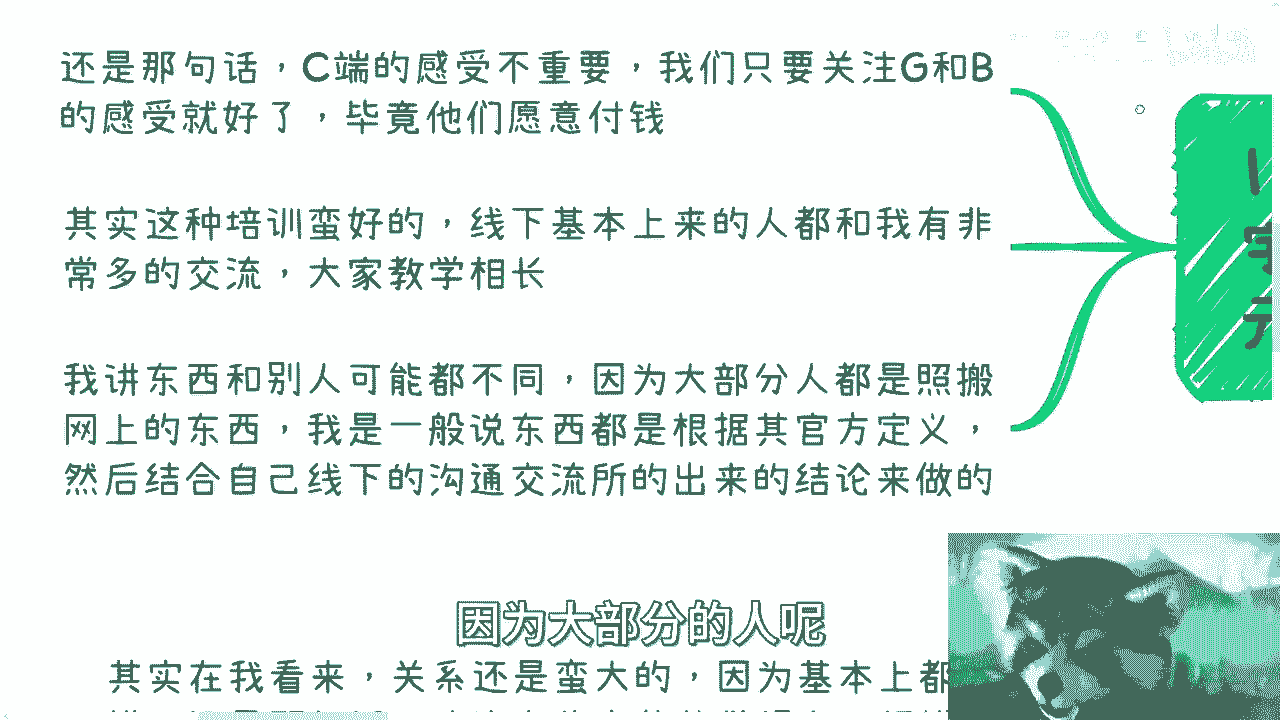 还是那句话，C端的感受不重要，我们只要关注G和B
的感受就好了，毕竟他们愿意付钱
其实这种培训蛮好的，线下基本上来的人都和我有非
常多的交流，大家教学相长
我讲东西和别人可能都不同，因为大部分人都是照搬
网上的东西，我是一般说东西都是根据其官方定义，
然后结合自己线下的沟通交流所的出来的结论来做的
因为大部分的人呢
其实在我看来，关系还是蛮大的，因为基本上都